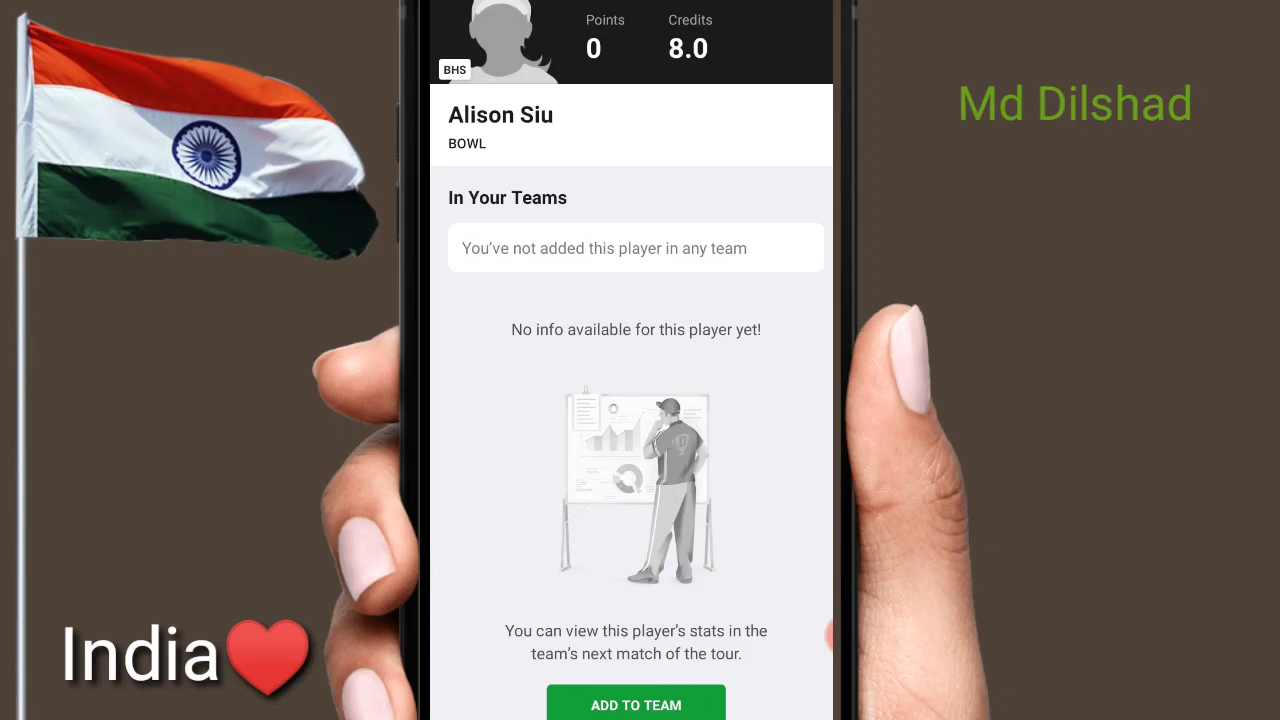 Points
Credits
0
8.0
BHS
Alison Siu
BOWL
In Your Teams
You've not added this player in any team
No info available for this player yet!
You can view this player's stats in the
team's next match of the tour.
ADD TO TEAM
Md Dilshad
India❤️